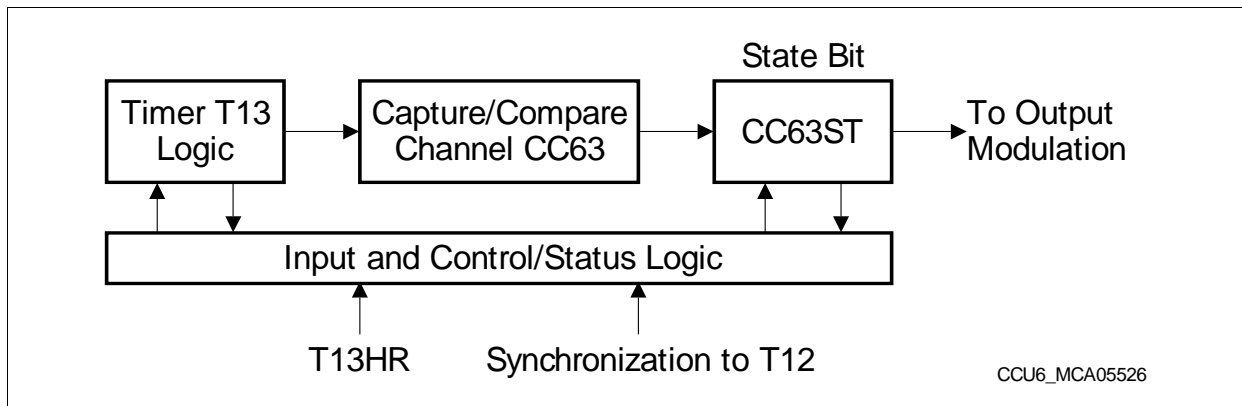 State Bit
Timer T13
Logic
Capture/Compare
Channel CC63
CC63ST
To Output
Modulation
Input and Control/Status Logic
T13HR
Synchronization to T12
CCU6_MCA05526